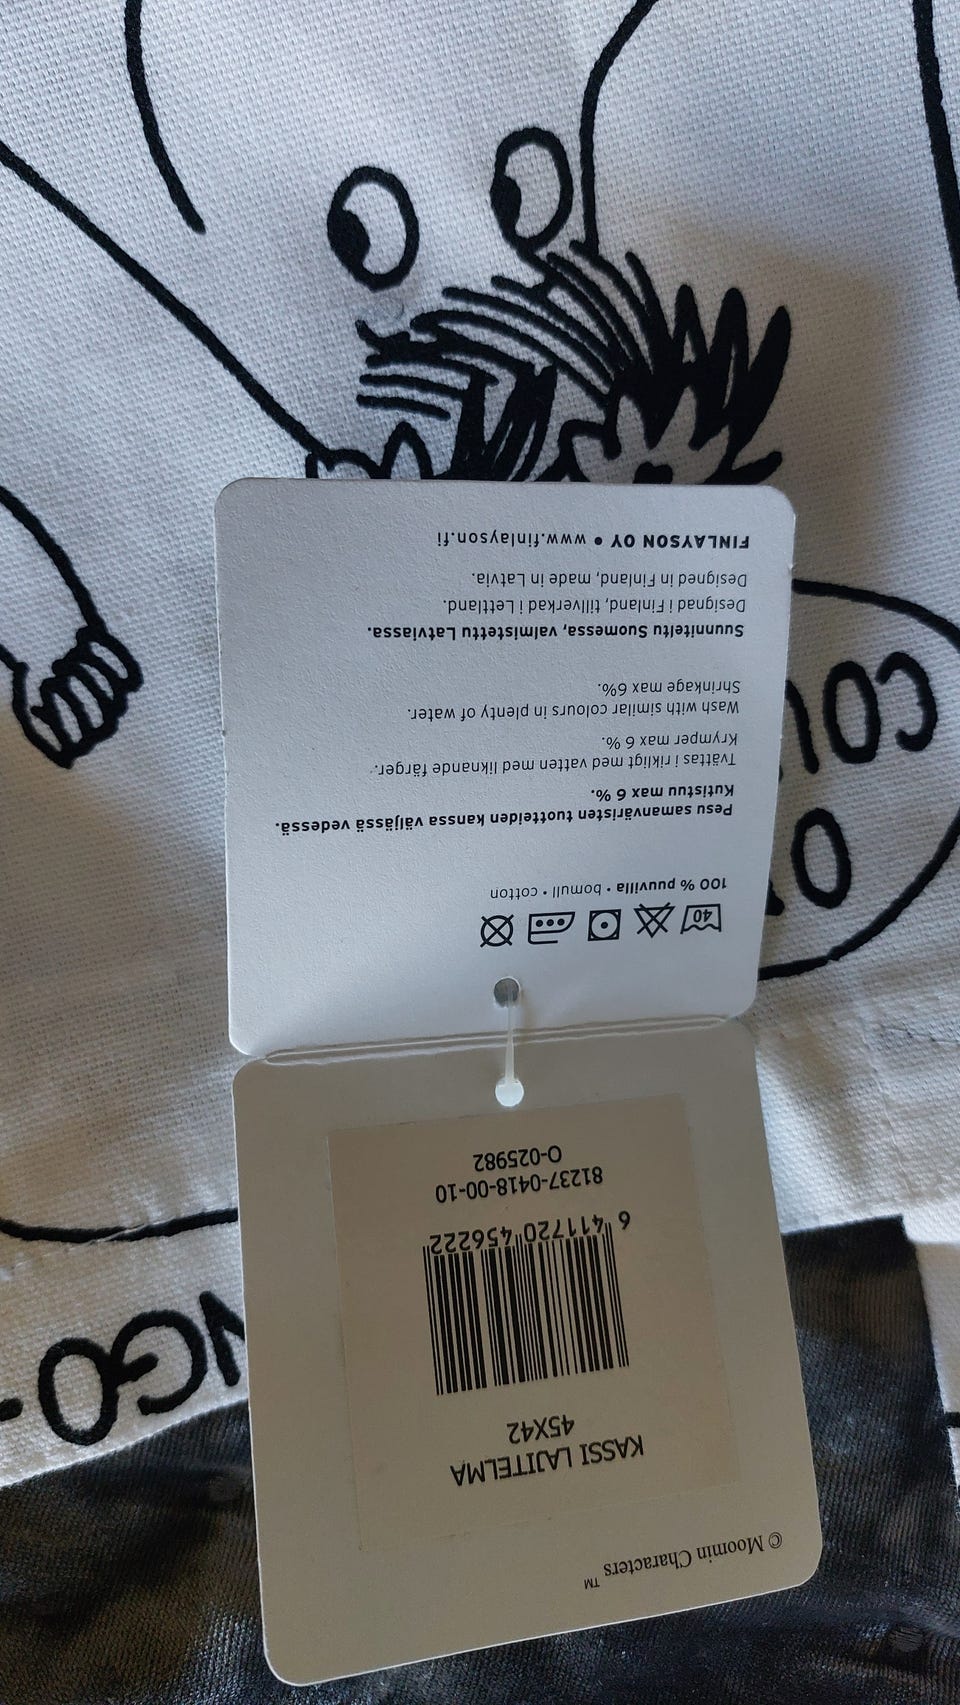 © Moomin Characters ™
KASSI LAJITELMA
45X42
6 411720 456222
81237-0418-00-10
O-025982
40
100 % puuvilla • bomull • cotton
Pesu samanväristen tuotteiden kanssa väljässä vedessä.
Kutistuu max 6 %.
Tvättas i rikligt med vatten med liknande färger.
Krymper max 6 %.
Wash with similar colours in plenty of water.
Shrinkage max 6%.
Suunniteltu Suomessa, valmistettu Latviassa.
Designad i Finland, tillverkad i Lettland.
Designed in Finland, made in Latvia.
FINLAYSON OY • www.finlayson.fi